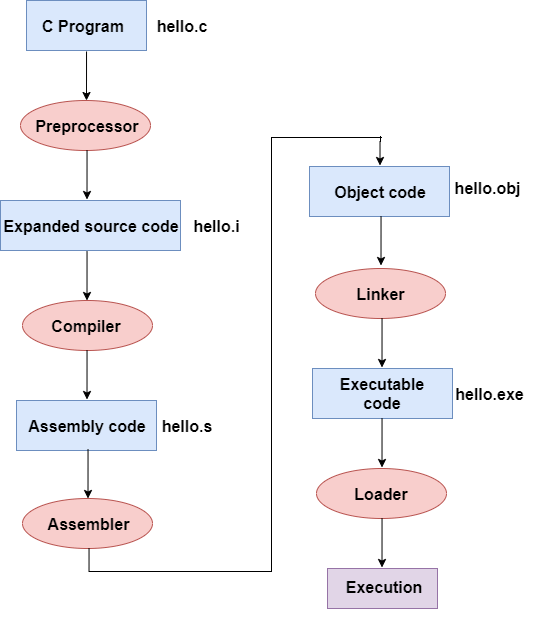 C Program
hello.c
Preprocessor
Expanded source code
hello.i
Compiler
Assembly code
hello.s
Assembler
Object code
hello.obj
Linker
Executable
code
hello.exe
Loader
Execution